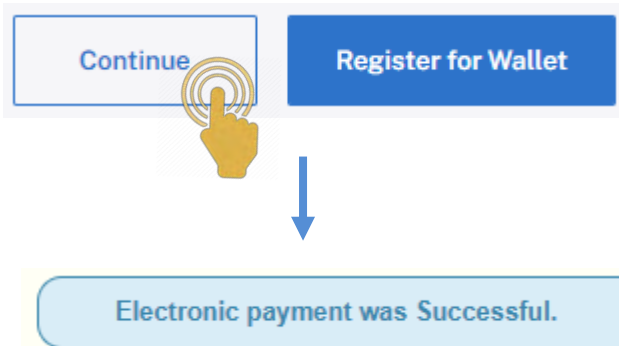 Continue
Register for Wallet
Electronic payment was Successful.